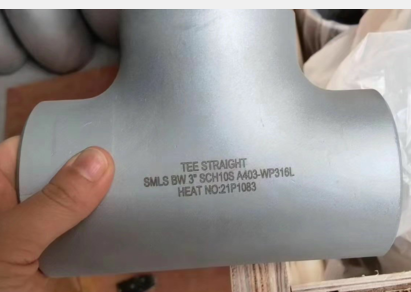 TEE STRAIGHT
SMLS BW 3" SCH10S A403-WP316L
HEAT NO:21P1083